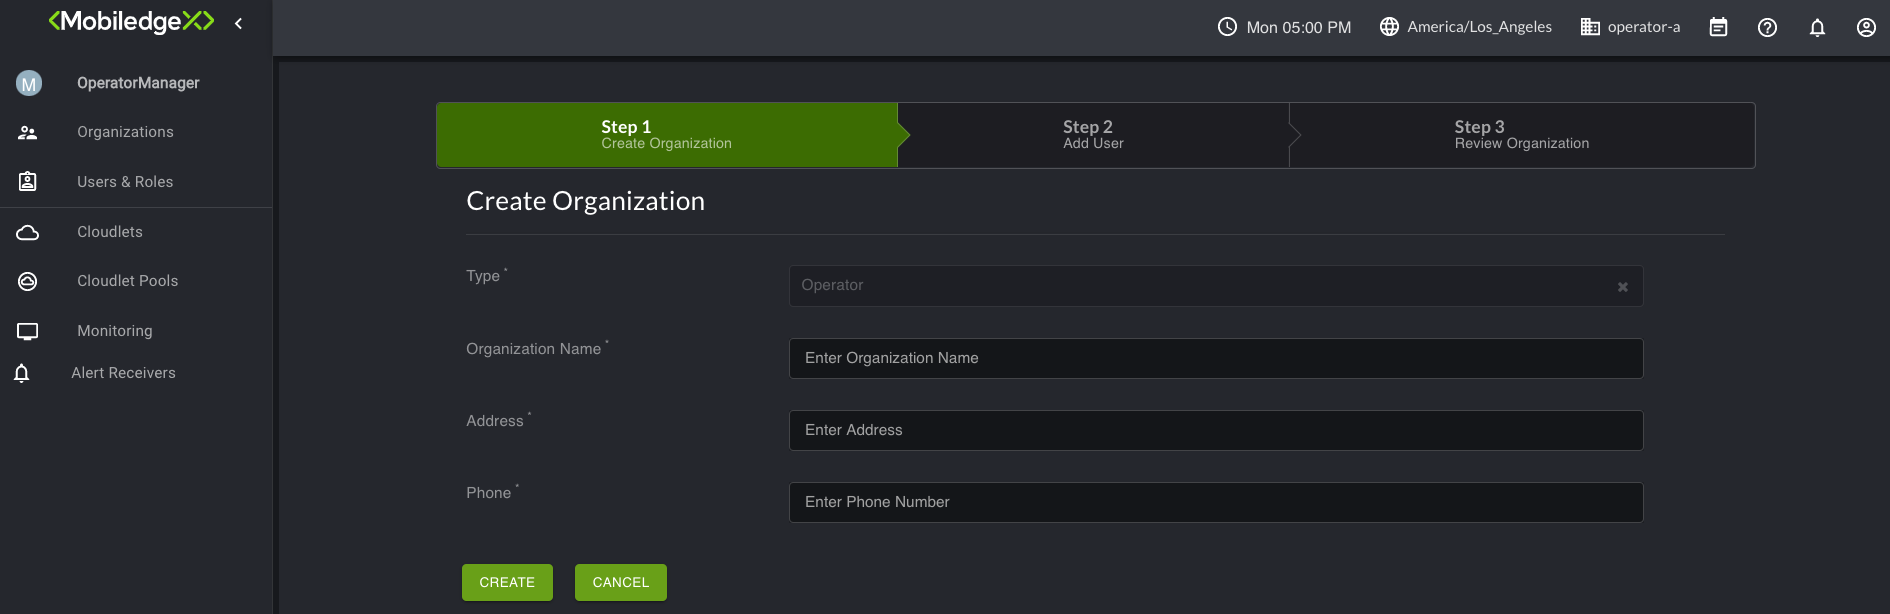 <MobiledgeX>
Mon 05:00 PM
America/Los_Angeles
operator-a
M
OperatorManager
Organizations
Users & Roles
Cloudlets
Cloudlet Pools
Monitoring
Alert Receivers
Step 1
Create Organization
Step 2
Add User
Step 3
Review Organization
Create Organization
Type *
Operator
Organization Name *
Enter Organization Name
Address *
Enter Address
Phone *
Enter Phone Number
CREATE
CANCEL